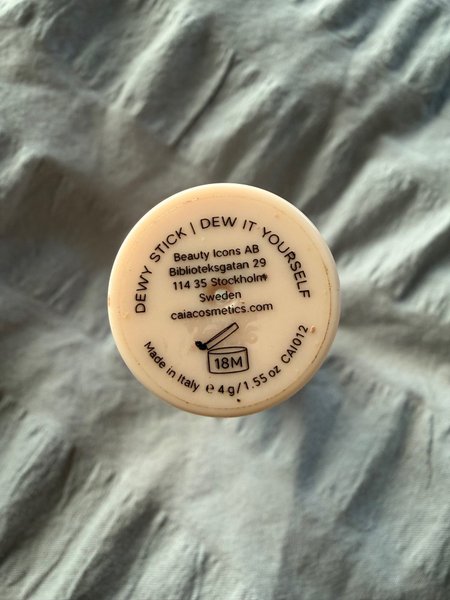 DEWY STICK | DEW IT YOURSELF
Beauty Icons AB
Biblioteksgatan 29
114 35 Stockholm
Sweden
caiacosmetics.com
18M
Made in Italy ℮ 4g/1.55 oz CAI012